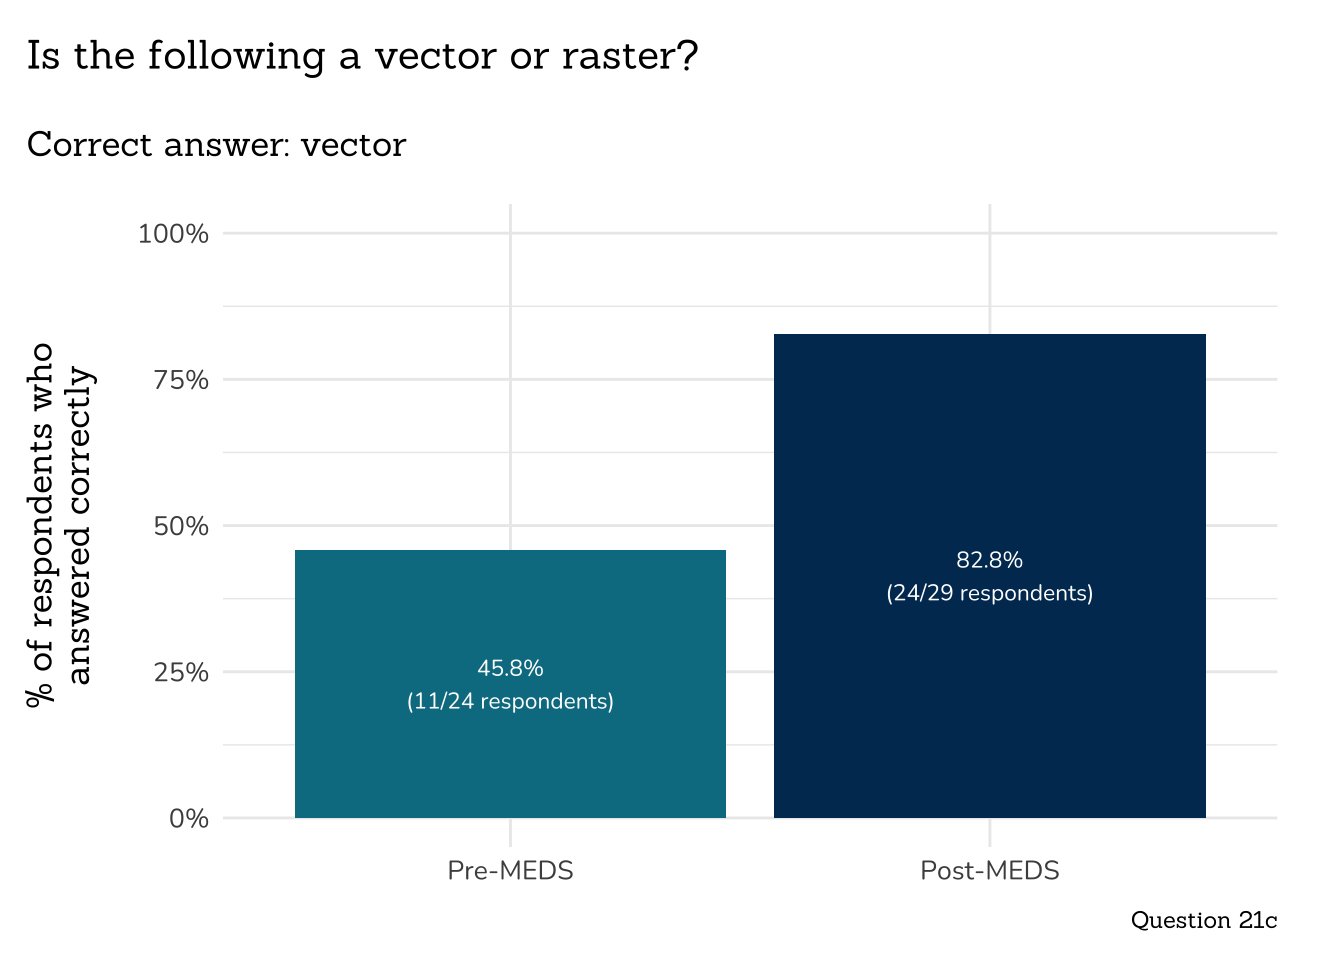 Is the following a vector or raster?
Correct answer: vector
% of respondents who
answered correctly
100%
75%
50%
25%
0%
45.8%
(11/24 respondents)
82.8%
(24/29 respondents)
Pre-MEDS
Post-MEDS
Question 21c